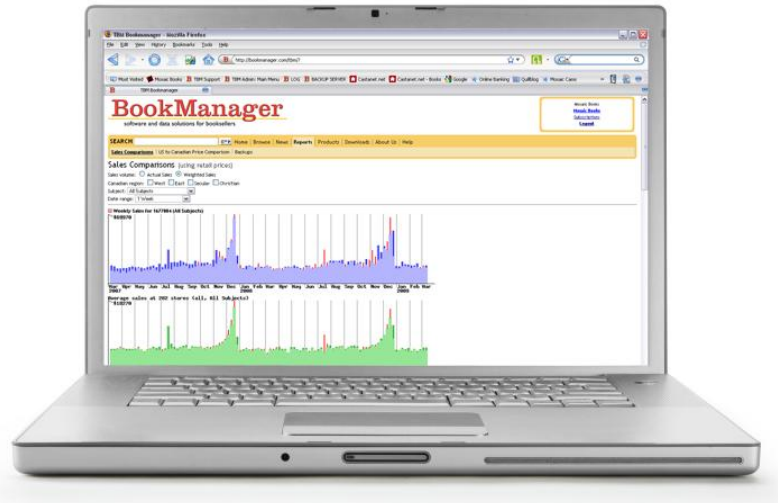 TBM Bookmanager - Mozilla Firefox
File Edit View History Bookmarks Tools Help
http://bookmanager.com/tbm/?
Most Visited Mosaic Books TBM Support TBM Admin: Main Menu LOG BACKUP SERVER Castanet.net Castanet.net - Books Google Online Banking Quillblog Mosaic Canoe
TBM Bookmanager
BookManager
software and data solutions for booksellers
Mosaic Books
Mosaic Books
Subscriptions
Logout
SEARCH Home Browse News Reports Products Downloads About Us Help
Sales Comparisons US to Canadian Price Comparison Backups
Sales Comparisons (using retail prices)
Sales volume: Actual Sales Weighted Sales
Canadian region: West East Secular Christian
Subject: All Subjects
Date range: 1 Week
Weekly Sales for 1677884 (All Subjects)
Mar Apr May Jun Jul Aug Sep Oct Nov Dec Jan Feb Mar Apr May Jun Jul Aug Sep Oct Nov Dec Jan Feb Mar
2007 2008 2009
Average sales at 202 stores (all, All Subjects)